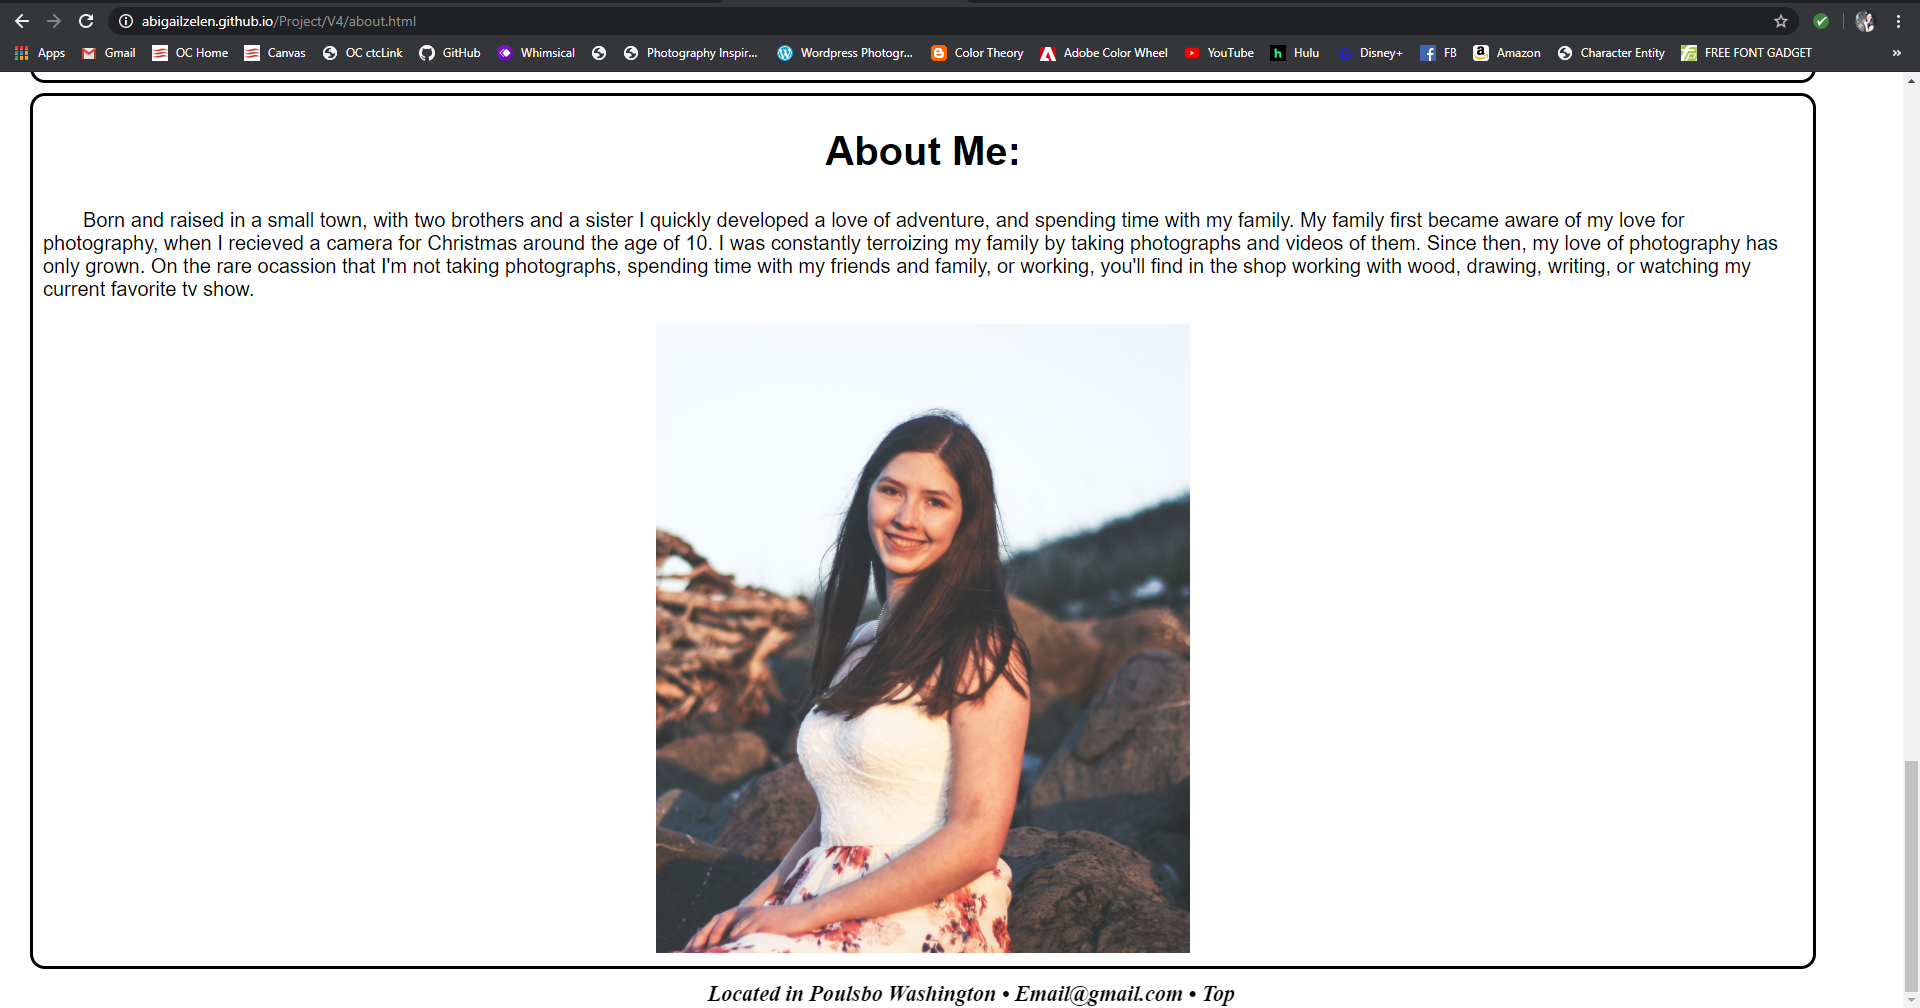 abigailzelen.github.io/Project/V4/about.html
Apps Gmail OC Home Canvas OC ctcLink GitHub Whimsical Photography Inspir... Wordpress Photogr... Color Theory Adobe Color Wheel YouTube Hulu Disney+ FB Amazon Character Entity FREE FONT GADGET »
About Me:
Born and raised in a small town, with two brothers and a sister I quickly developed a love of adventure, and spending time with my family. My family first became aware of my love for
photography, when I recieved a camera for Christmas around the age of 10. I was constantly terroizing my family by taking photographs and videos of them. Since then, my love of photography has
only grown. On the rare ocassion that I'm not taking photographs, spending time with my friends and family, or working, you'll find in the shop working with wood, drawing, writing, or watching my
current favorite tv show.
Located in Poulsbo Washington • Email@gmail.com • Top